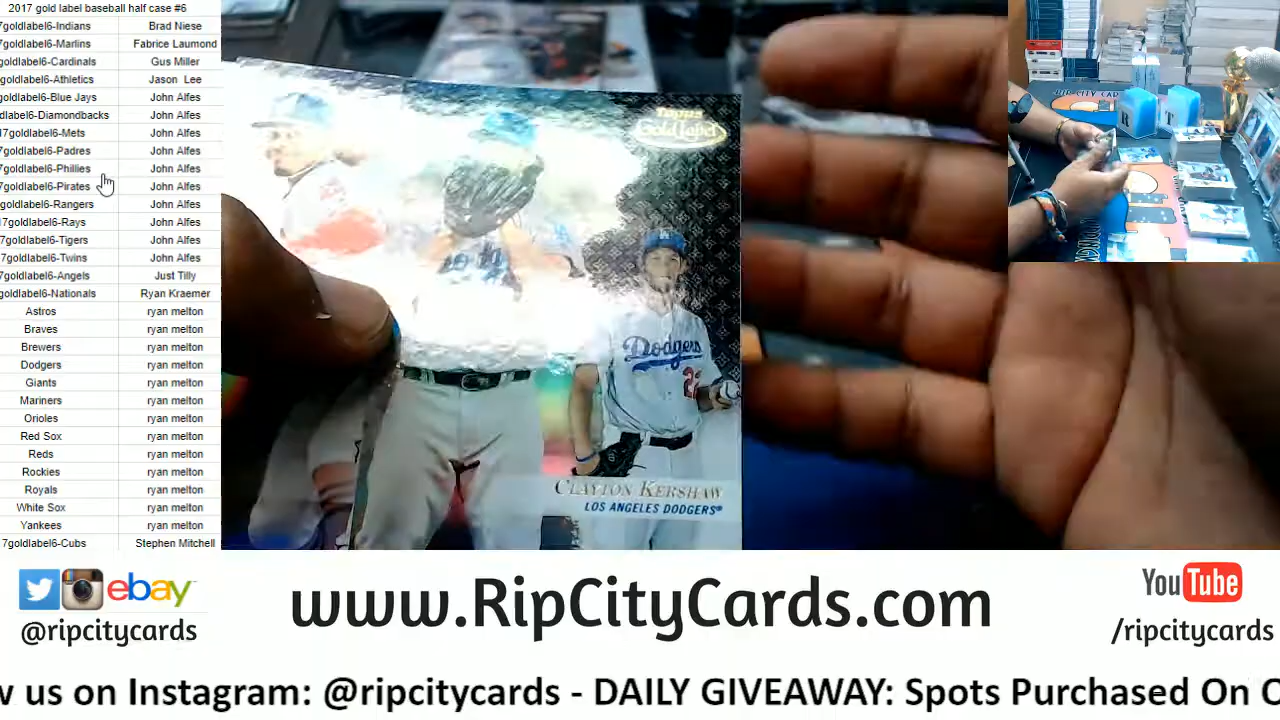 2017 gold label baseball half case #6
7goldlabel6-Indians Brad Niese
7goldlabel6-Marlins Fabrice Laumond
goldlabel6-Cardinals Gus Miller
goldlabel6-Athletics Jason Lee
goldlabel6-Blue Jays John Alfes
dlabel6-Diamondbacks John Alfes
17goldlabel6-Mets John Alfes
7goldlabel6-Padres John Alfes
7goldlabel6-Phillies John Alfes
7goldlabel6-Pirates John Alfes
goldlabel6-Rangers John Alfes
17goldlabel6-Rays John Alfes
7goldlabel6-Tigers John Alfes
7goldlabel6-Twins John Alfes
7goldlabel6-Angels Just Tilly
goldlabel6-Nationals Ryan Kraemer
Astros ryan melton
Braves ryan melton
Brewers ryan melton
Dodgers ryan melton
Giants ryan melton
Mariners ryan melton
Orioles ryan melton
Red Sox ryan melton
Reds ryan melton
Rockies ryan melton
Royals ryan melton
White Sox ryan melton
Yankees ryan melton
7goldlabel6-Cubs Stephen Mitchell
Topps
Gold Label
Dodgers
CLAYTON KERSHAW
LOS ANGELES DODGERS®
RIP CITY CAR
R T
ebay
@ripcitycards
www.RipCityCards.com
YouTube
/ripcitycards
w us on Instagram: @ripcitycards - DAILY GIVEAWAY: Spots Purchased On O